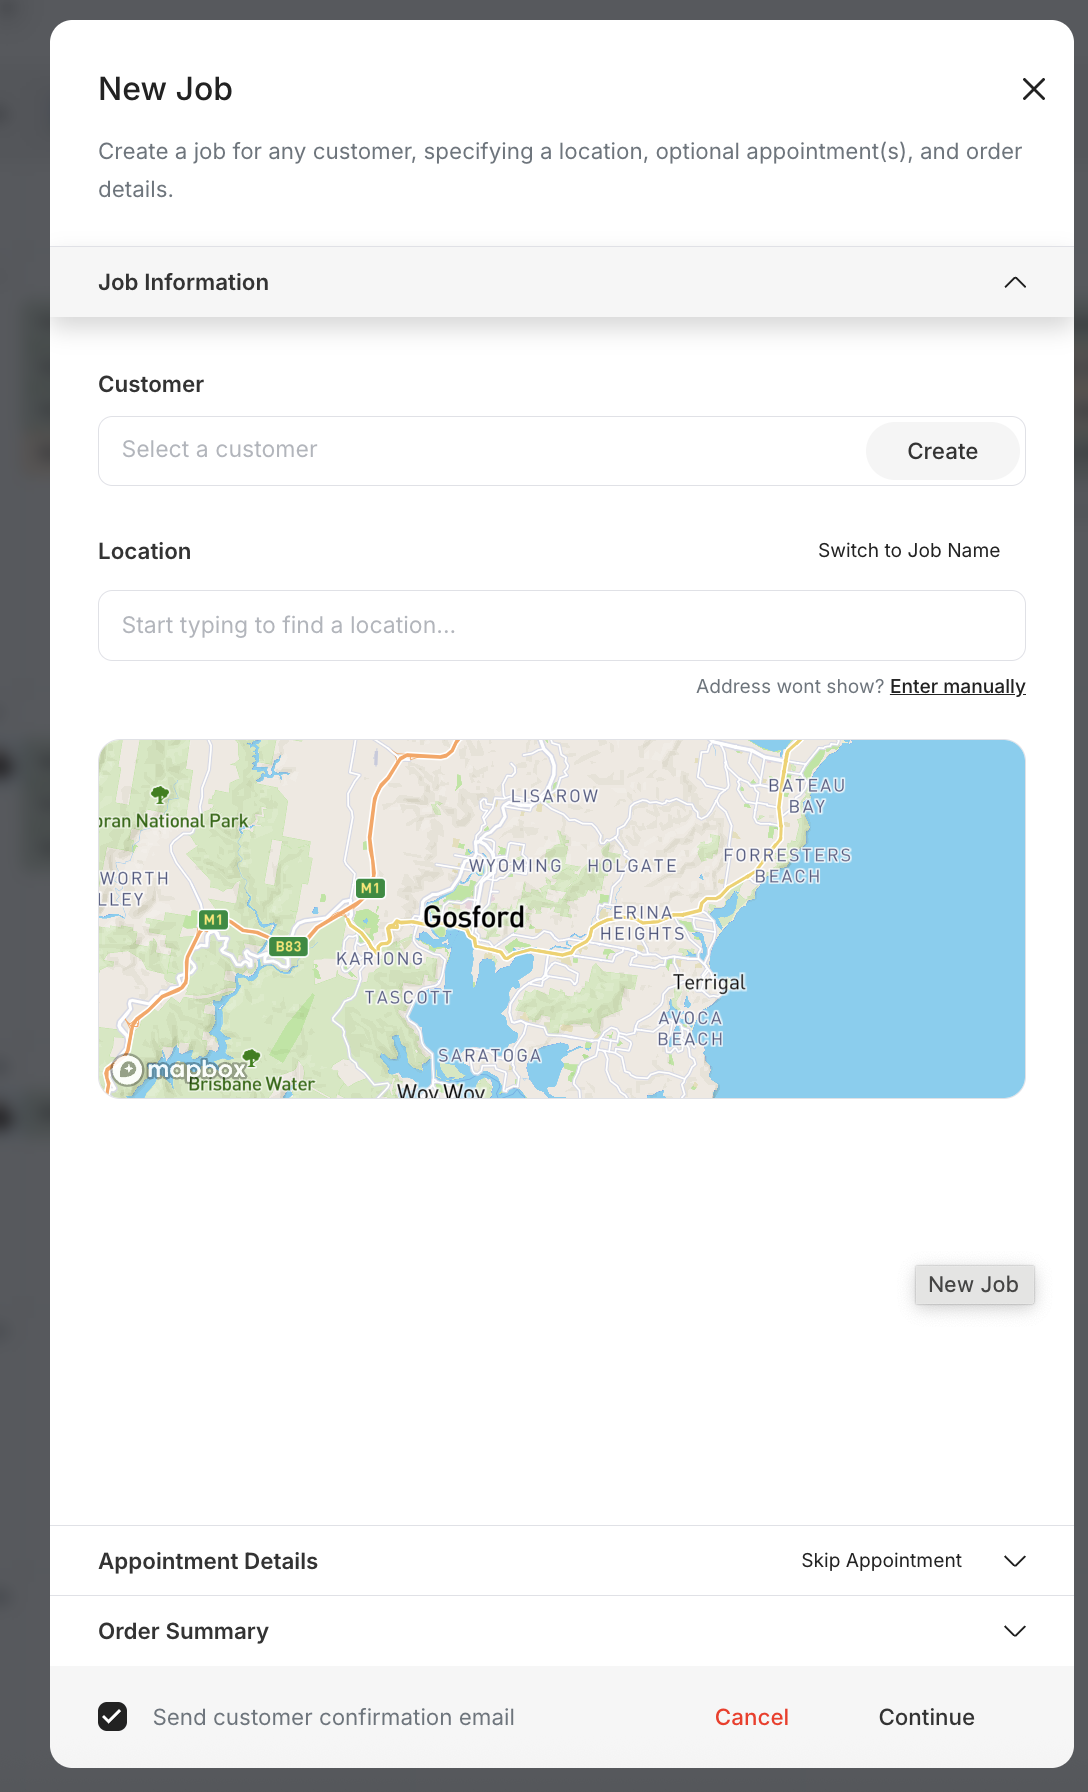 New Job
Create a job for any customer, specifying a location, optional appointment(s), and order
details.
Job Information
Customer
Select a customer
Create
Location
Switch to Job Name
Start typing to find a location...
Address wont show? Enter manually
BATEAU
BAY
LISAROW
oran National Park
FORRESTERS
BEACH
WYOMING
HOLGATE
WORTH
LLEY
M1
M1
Gosford
ERINA
HEIGHTS
B83
KARIONG
Terrigal
TASCOTT
AVOCA
BEACH
SARATOGA
mapbox
Brisbane Water
Woy Woy
New Job
Appointment Details
Skip Appointment
Order Summary
Send customer confirmation email
Cancel
Continue